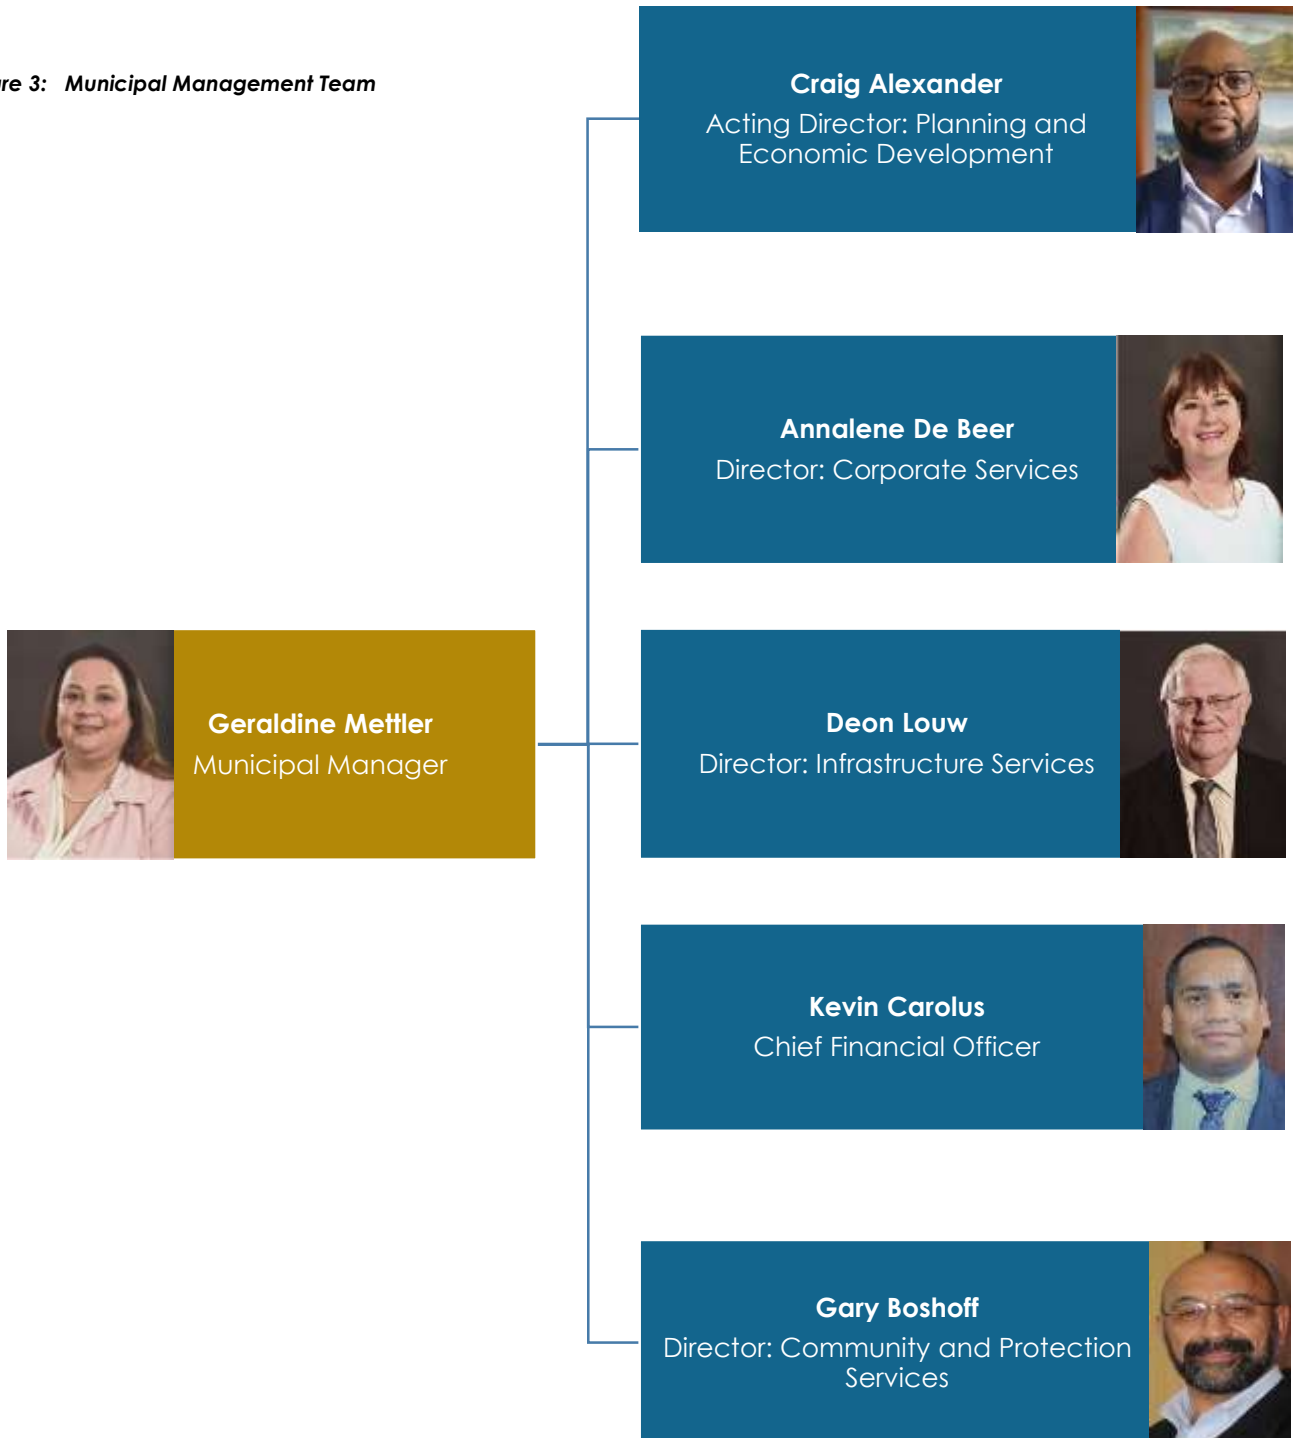 re 3: Municipal Management Team
Craig Alexander
Acting Director: Planning and
Economic Development
Annalene De Beer
Director: Corporate Services
Geraldine Mettler
Municipal Manager
Deon Louw
Director: Infrastructure Services
Kevin Carolus
Chief Financial Officer
Gary Boshoff
Director: Community and Protection
Services